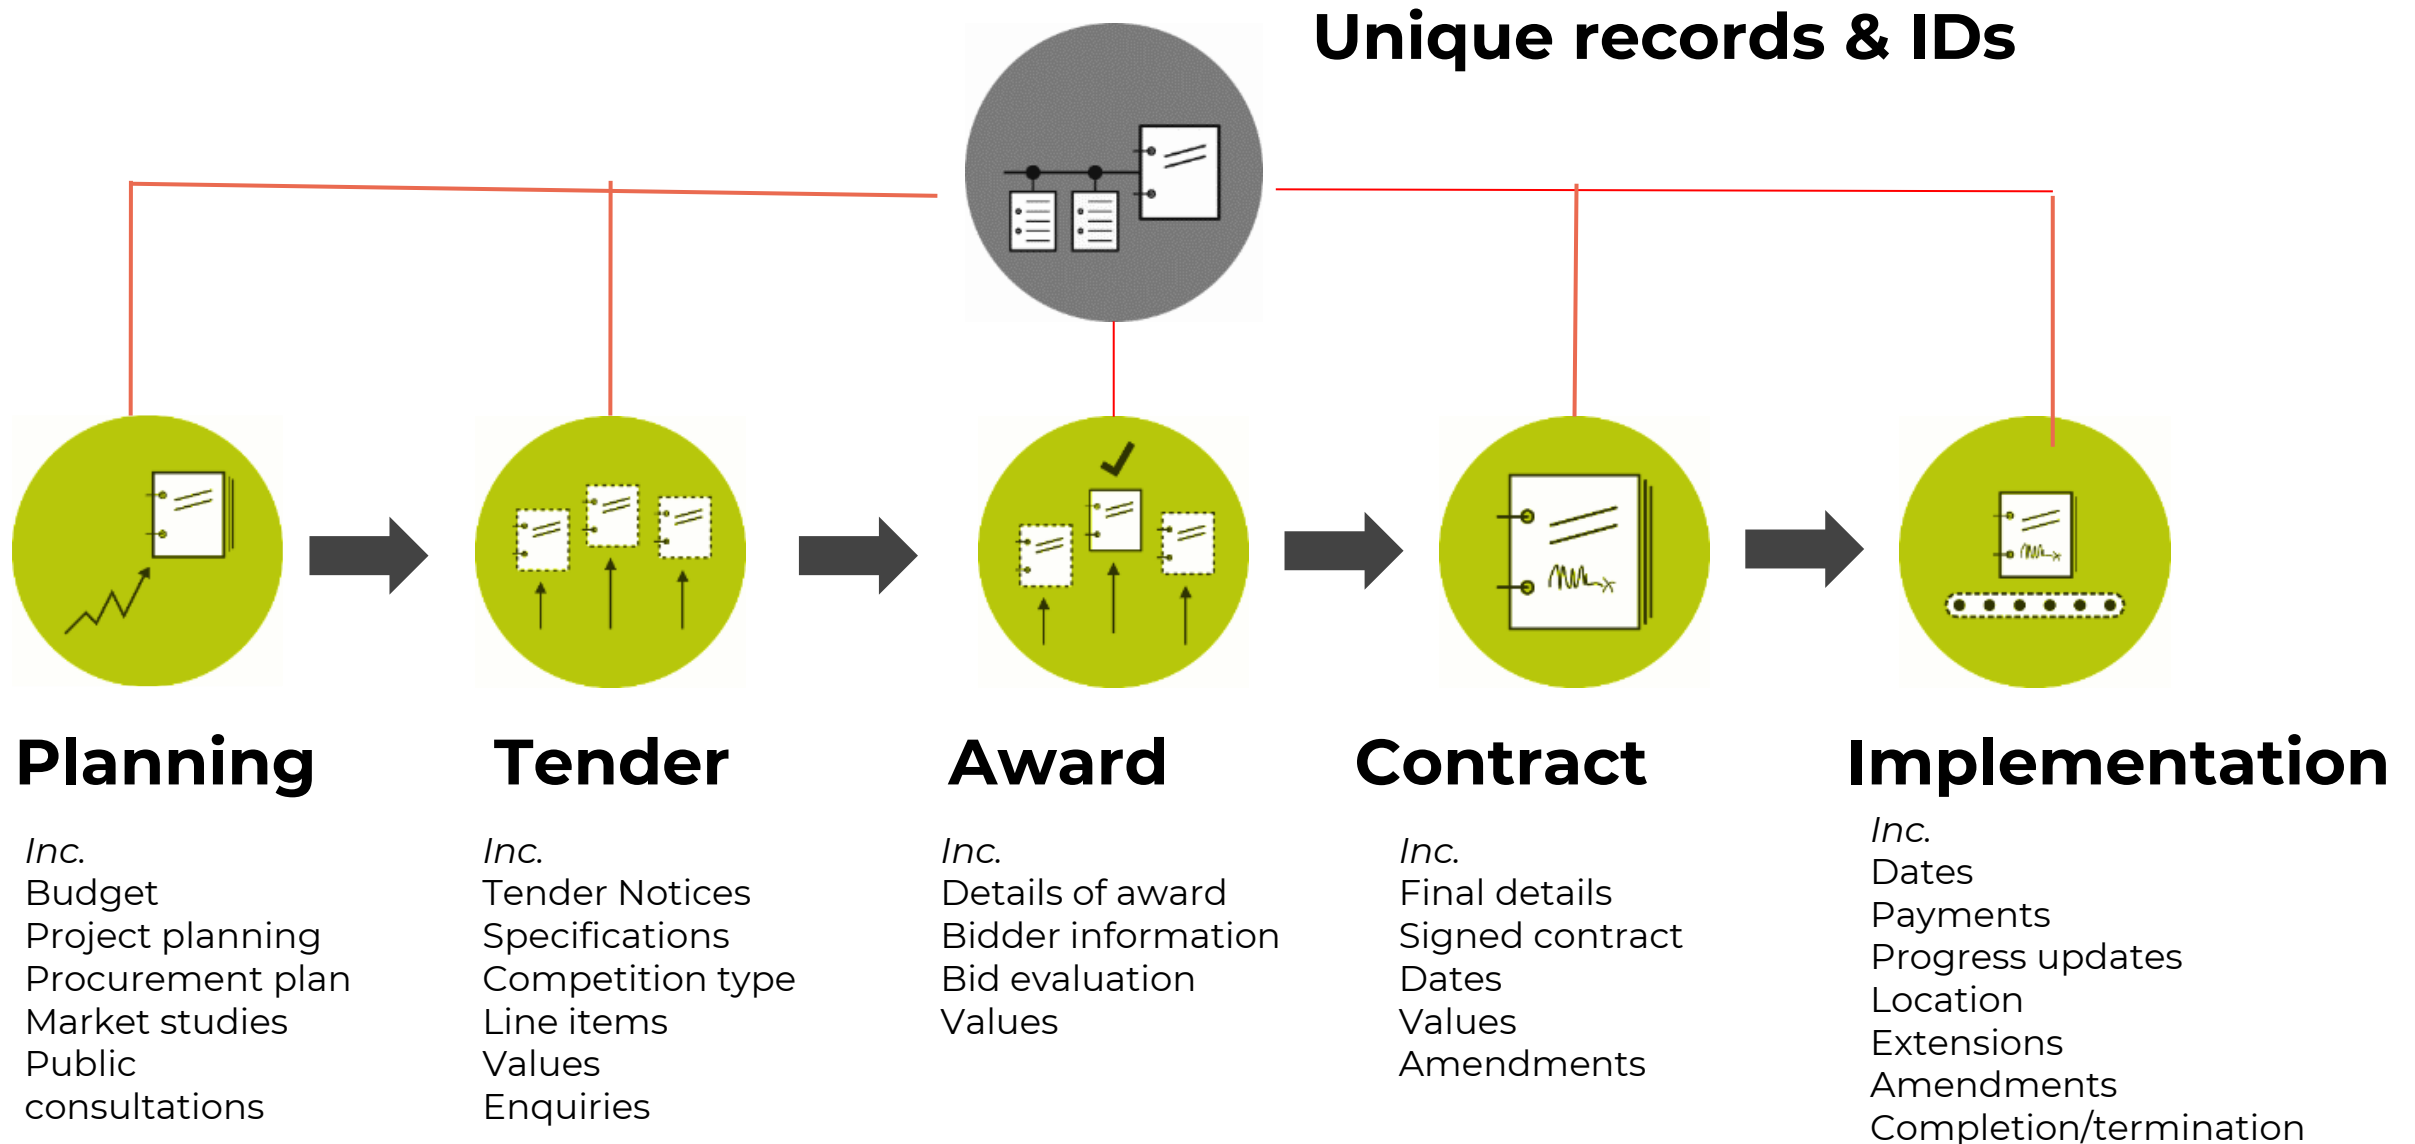 Unique records & IDs
Planning
Inc.
Budget
Project planning
Procurement plan
Market studies
Public
consultations
Tender
Inc.
Tender Notices
Specifications
Competition type
Line items
Values
Enquiries
Award
Inc.
Details of award
Bidder information
Bid evaluation
Values
Contract
Inc.
Final details
Signed contract
Dates
Values
Amendments
Implementation
Inc.
Dates
Payments
Progress updates
Location
Extensions
Amendments
Completion/termination